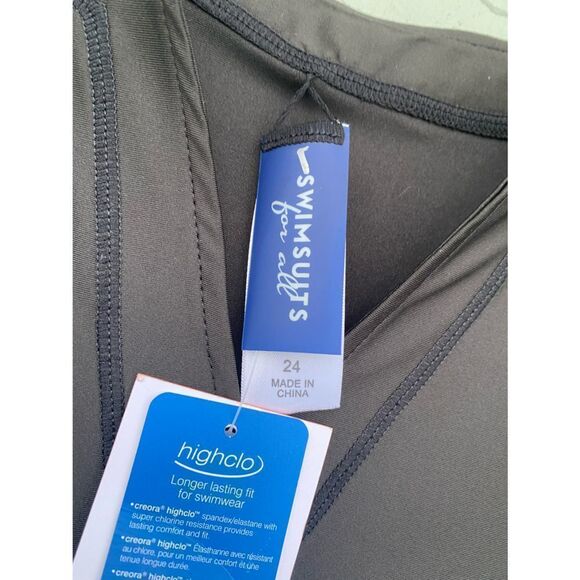 SWIMSUITS
for all
24
MADE IN
CHINA
highclo
Longer lasting fit
for swimwear
•creora® highclo™ spandex/elastane with
super chlorine resistance provides
lasting comfort and fit.
•creora® highclo™ Élasthanne avec résistant
au chlore, pour un meilleur confort et une
tenue longue durée.
•creora® highclo™